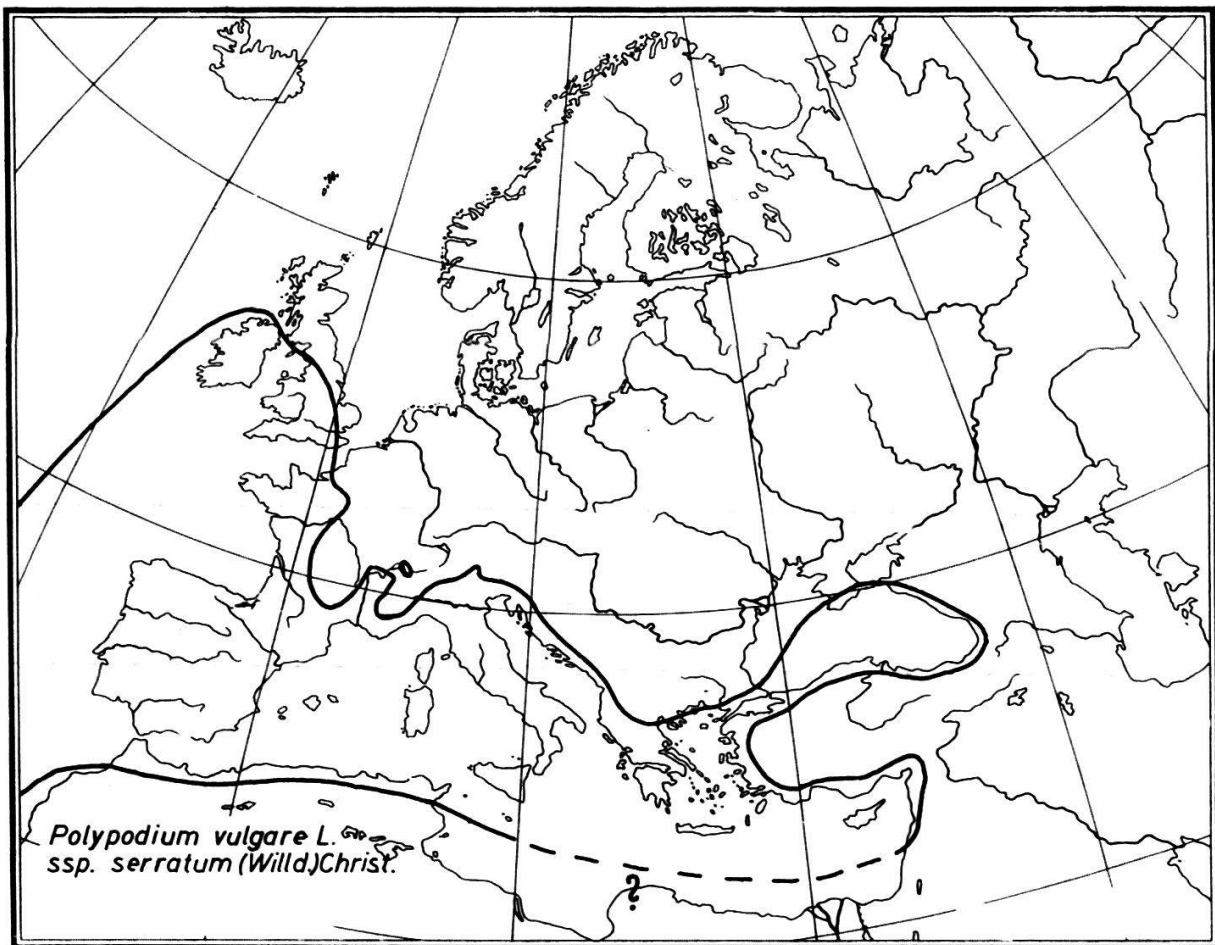 Polypodium vulgare L.
ssp. serratum (Willd.) Christ.
?